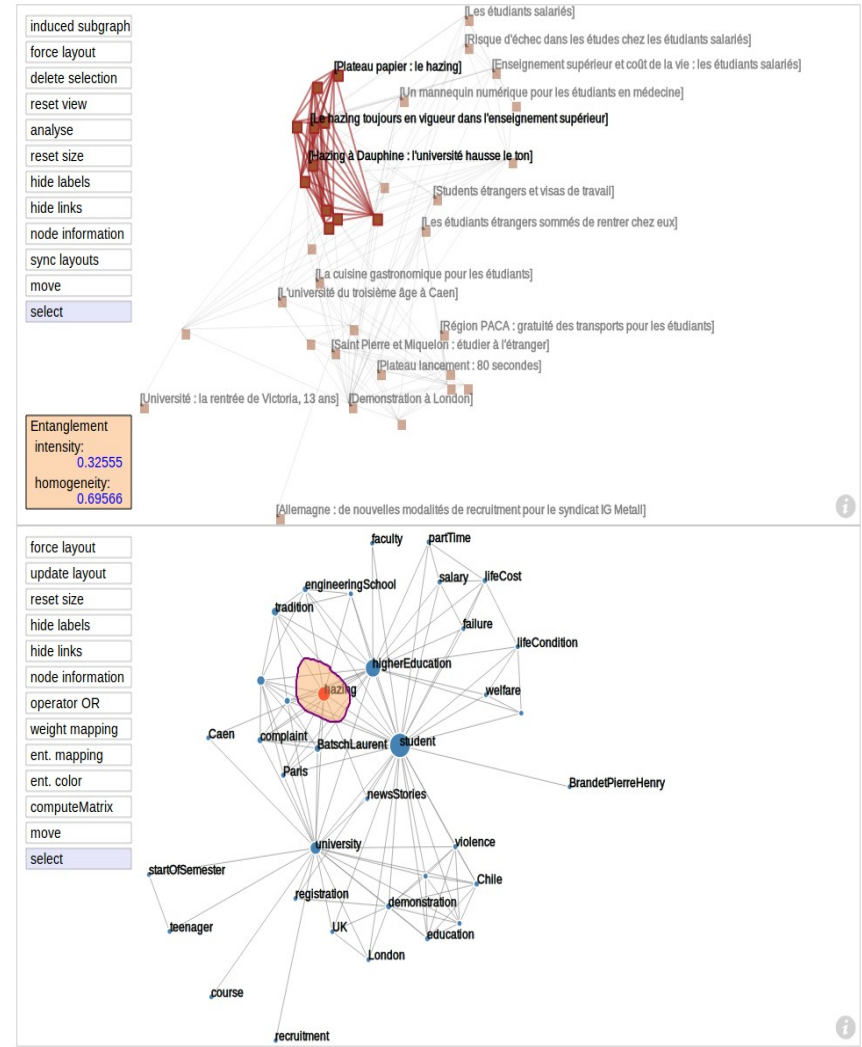 induced subgraph
force layout
delete selection
reset view
analyse
reset size
hide labels
hide links
node information
sync layouts
move
select
Entanglement
intensity:
0.32555
homogeneity:
0.69566
[Les étudiants salariés]
[Risque d'échec dans les études chez les étudiants salariés]
[Plateau papier : le hazing]
[Enseignement supérieur et coût de la vie : les étudiants salariés]
[Un mannequin numérique pour les étudiants en médecine]
[Le hazing toujours en vigueur dans l'enseignement supérieur]
[Hazing à Dauphine : l'université hausse le ton]
[Students étrangers et visas de travail]
[Les étudiants étrangers sommés de rentrer chez eux]
[La cuisine gastronomique pour les étudiants]
[L'université du troisième âge à Caen]
[Région PACA : gratuité des transports pour les étudiants]
[Saint Pierre et Miquelon : étudier à l'étranger]
[Plateau lancement : 80 secondes]
[Université : la rentrée de Victoria, 13 ans]
[Demonstration à London]
[Allemagne : de nouvelles modalités de recrutement pour le syndicat IG Metall]
i
force layout
update layout
reset size
hide labels
hide links
node information
operator OR
weight mapping
ent. mapping
ent. color
computeMatrix
move
select
faculty
partTime
engineeringSchool
salary
lifeCost
tradition
failure
lifeCondition
higherEducation
hazing
welfare
Caen
complaint
BatschLaurent
student
Paris
BrandetPierreHenry
newsStories
university
violence
startOfSemester
Chile
registration
demonstration
teenager
UK
education
London
course
recruitment
i